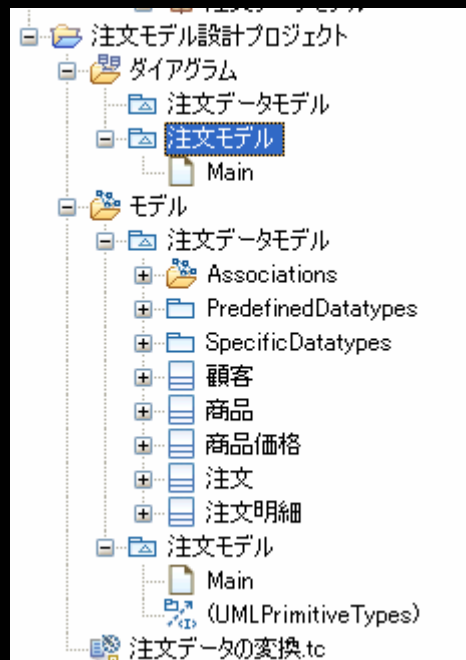 注文モデル設計プロジェクト
ダイアグラム
注文データモデル
注文モデル
Main
モデル
注文データモデル
Associations
PredefinedDatatypes
SpecificDatatypes
顧客
商品
商品価格
注文
注文明細
注文モデル
Main
(UMLPrimitiveTypes)
注文データの変換.tc